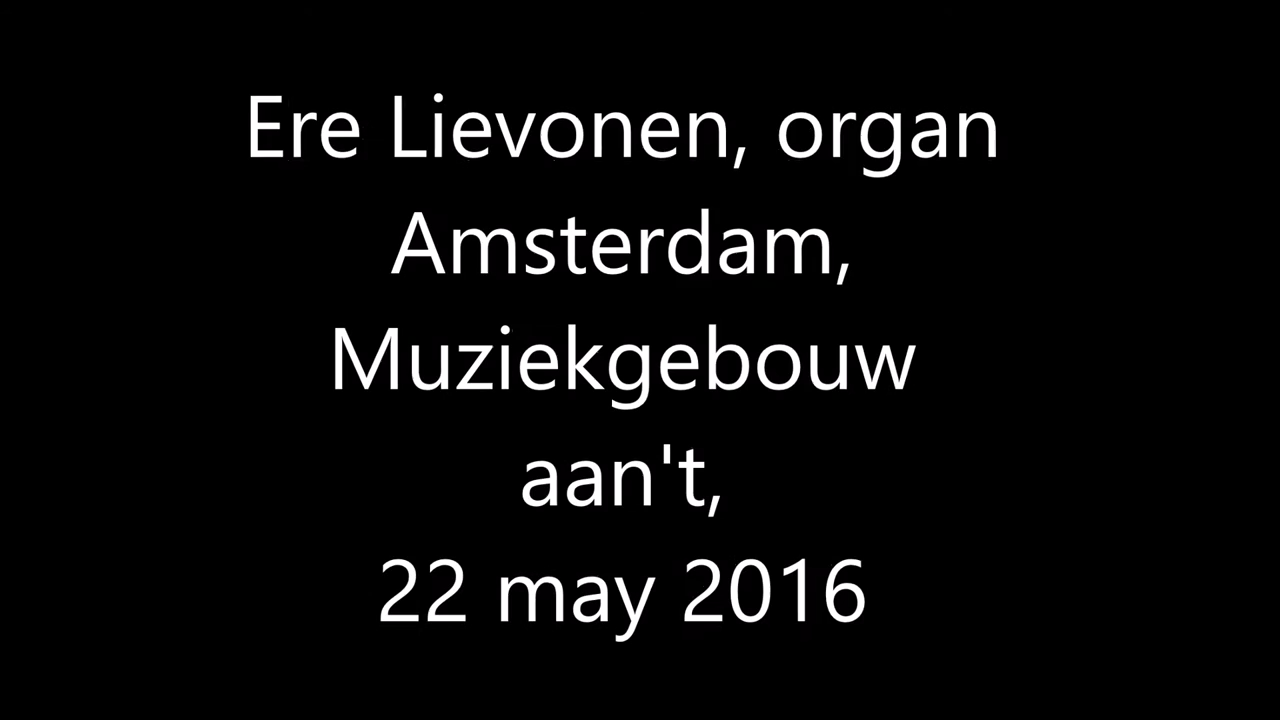 Ere Lievonen, organ
Amsterdam,
Muziekgebouw
aan't,
22 may 2016